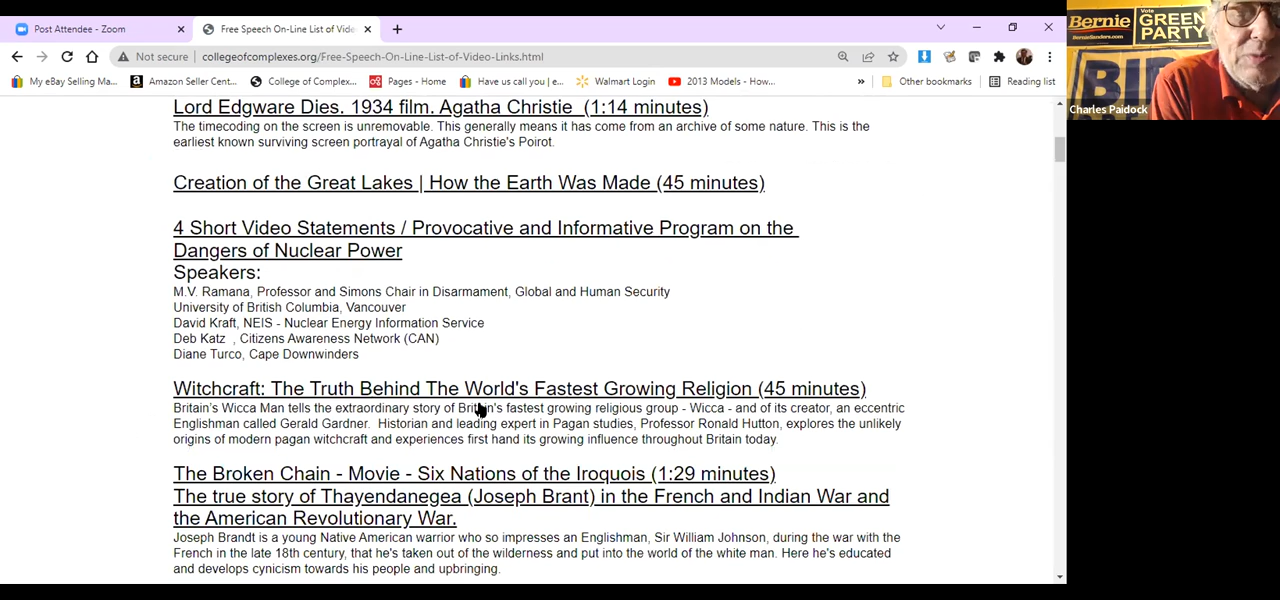 Post Attendee - Zoom
Free Speech On-Line List of Vide
Not secure
collegeofcomplexes.org/Free-Speech-On-Line-List-of-Video-Links.html
My eBay Selling Ma...
Amazon Seller Cent...
College of Complex...
Pages - Home
Have us call you | e...
Walmart Login
2013 Models - How...
»
Other bookmarks
Reading list
Lord Edgware Dies. 1934 film. Agatha Christie (1:14 minutes)
The timecoding on the screen is unremovable. This generally means it has come from an archive of some nature. This is the
earliest known surviving screen portrayal of Agatha Christie's Poirot.
Creation of the Great Lakes | How the Earth Was Made (45 minutes)
4 Short Video Statements / Provocative and Informative Program on the
Dangers of Nuclear Power
Speakers:
M.V. Ramana, Professor and Simons Chair in Disarmament, Global and Human Security
University of British Columbia, Vancouver
David Kraft, NEIS - Nuclear Energy Information Service
Deb Katz , Citizens Awareness Network (CAN)
Diane Turco, Cape Downwinders
Witchcraft: The Truth Behind The World's Fastest Growing Religion (45 minutes)
Britain's Wicca Man tells the extraordinary story of Britain's fastest growing religious group - Wicca - and of its creator, an eccentric
Englishman called Gerald Gardner. Historian and leading expert in Pagan studies, Professor Ronald Hutton, explores the unlikely
origins of modern pagan witchcraft and experiences first hand its growing influence throughout Britain today.
The Broken Chain - Movie - Six Nations of the Iroquois (1:29 minutes)
The true story of Thayendanegea (Joseph Brant) in the French and Indian War and
the American Revolutionary War.
Joseph Brandt is a young Native American warrior who so impresses an Englishman, Sir William Johnson, during the war with the
French in the late 18th century, that he's taken out of the wilderness and put into the world of the white man. Here he's educated
and develops cynicism towards his people and upbringing.
Bernie
Berniesanders.com
Vote
GREEN
PARTY
Charles Paidock